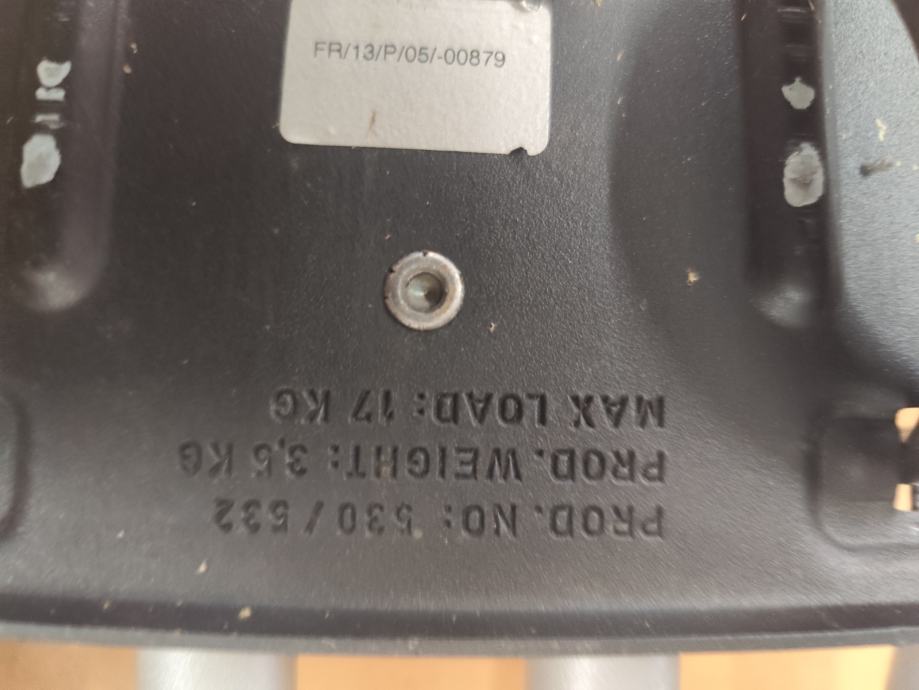 FR/13/P/05/-00879
PROD. NO: 530 / 532
PROD. WEIGHT: 3,5 KG
MAX LOAD: 17 KG